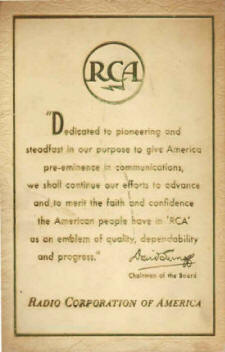 RCA
"Dedicated to pioneering and
steadfast in our purpose to give America
pre-eminence in communications,
we shall continue our efforts to advance
and to merit the faith and confidence
the American people have in 'RCA'
as an emblem of quality, dependability
and progress."
David Sarnoff
Chairman of the Board
RADIO CORPORATION OF AMERICA